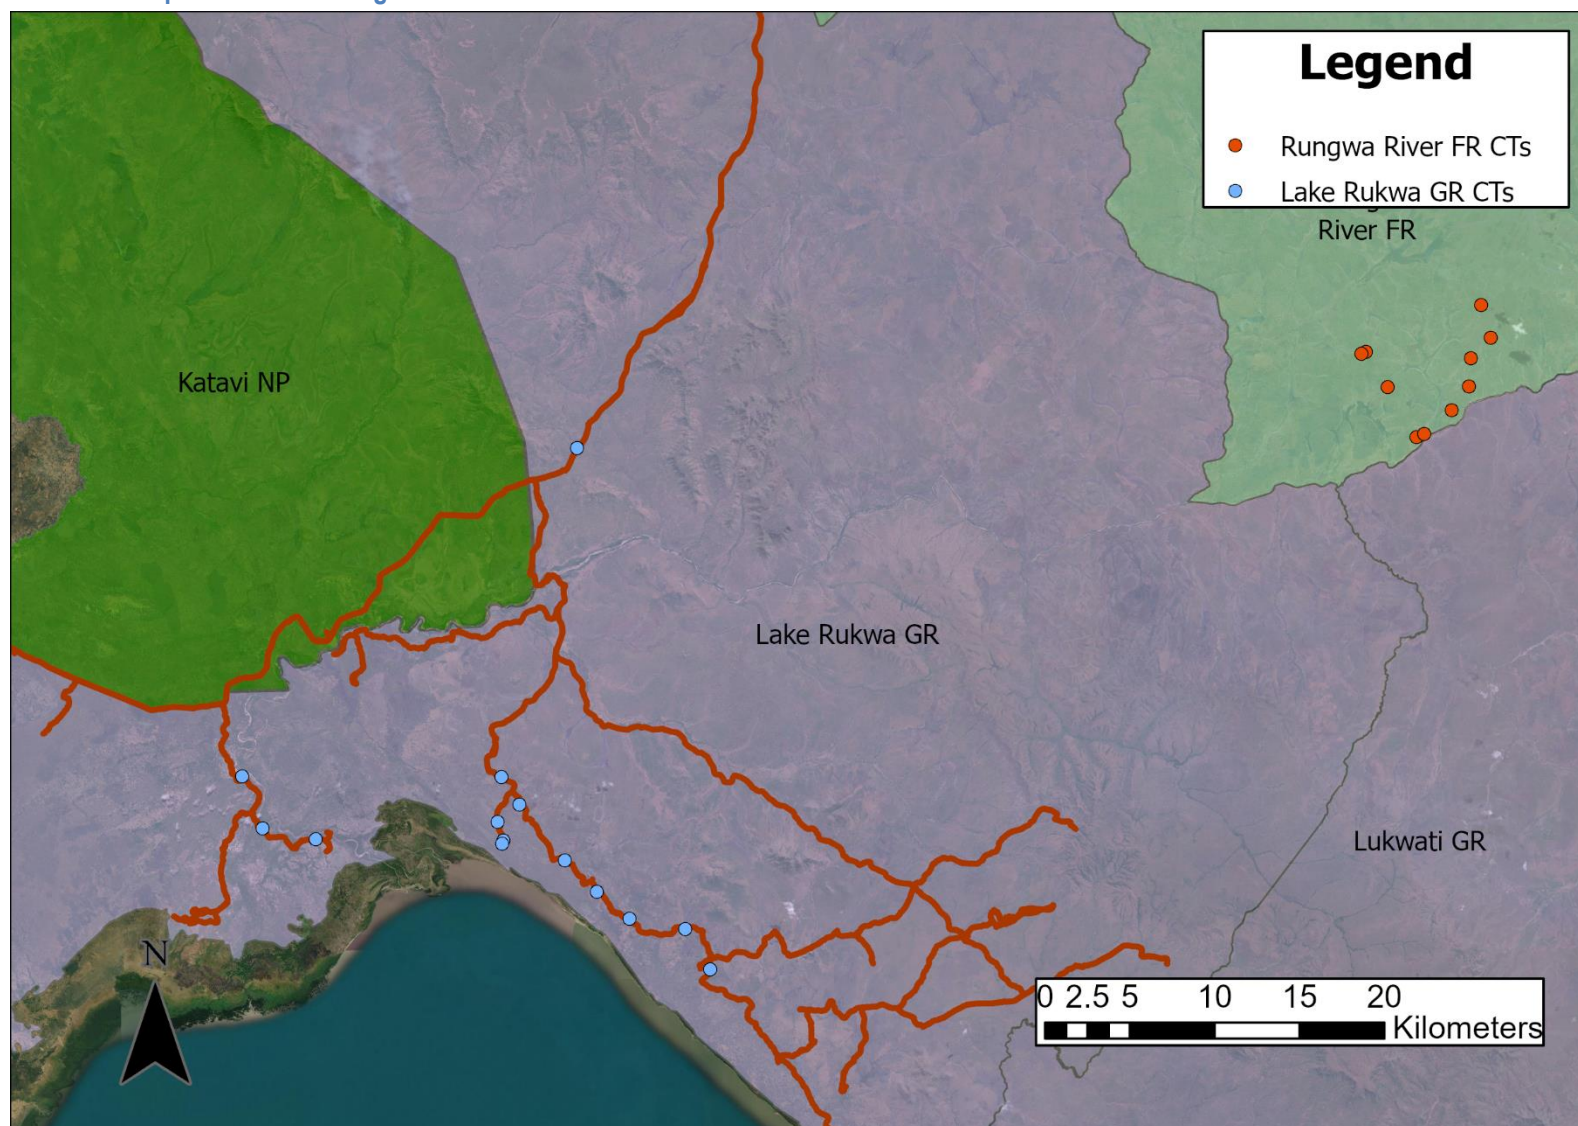 Legend
Rungwa River FR CTs
Lake Rukwa GR CTs
River FR
Katavi NP
Lake Rukwa GR
Lukwati GR
N
0 2.5 5 10 15 20
Kilometers